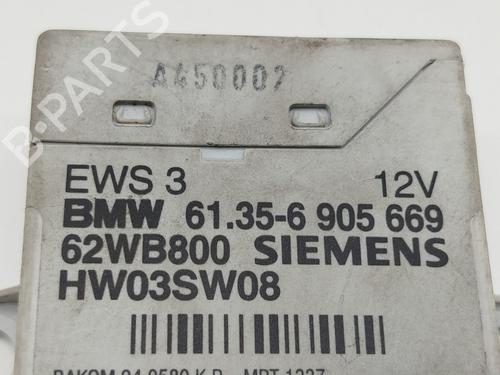 A450002
EWS 3 12V
BMW 61.35-6 905 669
62WB800 SIEMENS
HW03SW08
B-PARTS